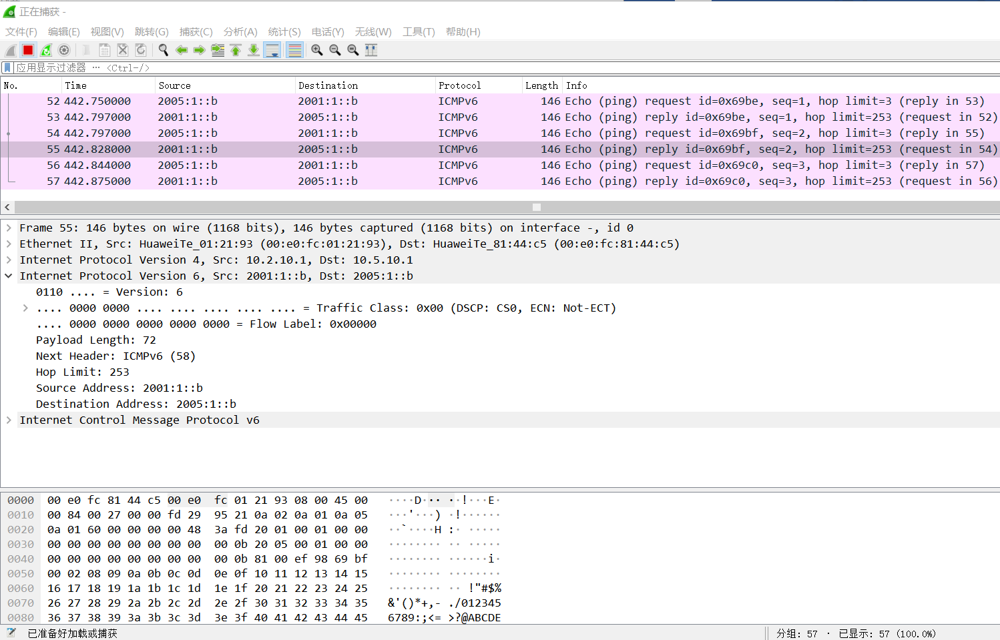 正在捕获 -
文件(F) 编辑(E) 视图(V) 跳转(G) 捕获(C) 分析(A) 统计(S) 电话(Y) 无线(W) 工具(T) 帮助(H)
应用显示过滤器 ⋯ <Ctrl-/>
No. Time Source Destination Protocol Length Info
52 442.750000 2005:1::b 2001:1::b ICMPv6 146 Echo (ping) request id=0x69be, seq=1, hop limit=3 (reply in 53)
53 442.797000 2001:1::b 2005:1::b ICMPv6 146 Echo (ping) reply id=0x69be, seq=1, hop limit=253 (request in 52)
54 442.797000 2005:1::b 2001:1::b ICMPv6 146 Echo (ping) request id=0x69bf, seq=2, hop limit=3 (reply in 55)
55 442.828000 2001:1::b 2005:1::b ICMPv6 146 Echo (ping) reply id=0x69bf, seq=2, hop limit=253 (request in 54)
56 442.844000 2005:1::b 2001:1::b ICMPv6 146 Echo (ping) request id=0x69c0, seq=3, hop limit=3 (reply in 57)
57 442.875000 2001:1::b 2005:1::b ICMPv6 146 Echo (ping) reply id=0x69c0, seq=3, hop limit=253 (request in 56)
Frame 55: 146 bytes on wire (1168 bits), 146 bytes captured (1168 bits) on interface -, id 0
Ethernet II, Src: HuaweiTe_01:21:93 (00:e0:fc:01:21:93), Dst: HuaweiTe_81:44:c5 (00:e0:fc:81:44:c5)
Internet Protocol Version 4, Src: 10.2.10.1, Dst: 10.5.10.1
Internet Protocol Version 6, Src: 2001:1::b, Dst: 2005:1::b
0110 .... = Version: 6
.... 0000 0000 .... .... .... .... .... = Traffic Class: 0x00 (DSCP: CS0, ECN: Not-ECT)
.... 0000 0000 0000 0000 0000 = Flow Label: 0x00000
Payload Length: 72
Next Header: ICMPv6 (58)
Hop Limit: 253
Source Address: 2001:1::b
Destination Address: 2005:1::b
Internet Control Message Protocol v6
0000 00 e0 fc 81 44 c5 00 e0 fc 01 21 93 08 00 45 00 ····D··· ··!···E·
0010 00 84 00 27 00 00 fd 29 95 21 0a 02 0a 01 0a 05 ···'···) ·!······
0020 0a 01 60 00 00 00 00 48 3a fd 20 01 00 01 00 00 ··`····H :· ·····
0030 00 00 00 00 00 00 00 00 00 0b 20 05 00 01 00 00 ········ ·· ·····
0040 00 00 00 00 00 00 00 00 00 0b 81 00 ef 98 69 bf ········ ······i·
0050 00 02 08 09 0a 0b 0c 0d 0e 0f 10 11 12 13 14 15 ········ ········
0060 16 17 18 19 1a 1b 1c 1d 1e 1f 20 21 22 23 24 25 ········ ·· !"#$%
0070 26 27 28 29 2a 2b 2c 2d 2e 2f 30 31 32 33 34 35 &'()*+,- ./012345
0080 36 37 38 39 3a 3b 3c 3d 3e 3f 40 41 42 43 44 45 6789:;<= >?@ABCDE
已准备好加载或捕获 分组: 57 · 已显示: 57 (100.0%)